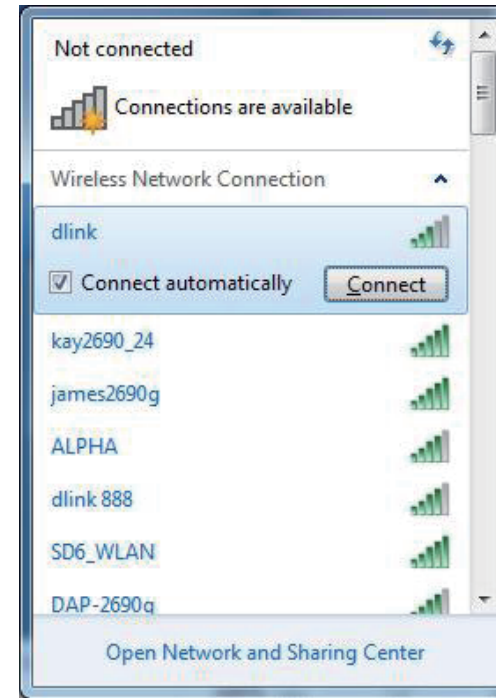 Not connected
Connections are available
Wireless Network Connection
dlink
Connect automatically Connect
kay2690_24
james2690g
ALPHA
dlink 888
SD6_WLAN
DAP-2690g
Open Network and Sharing Center